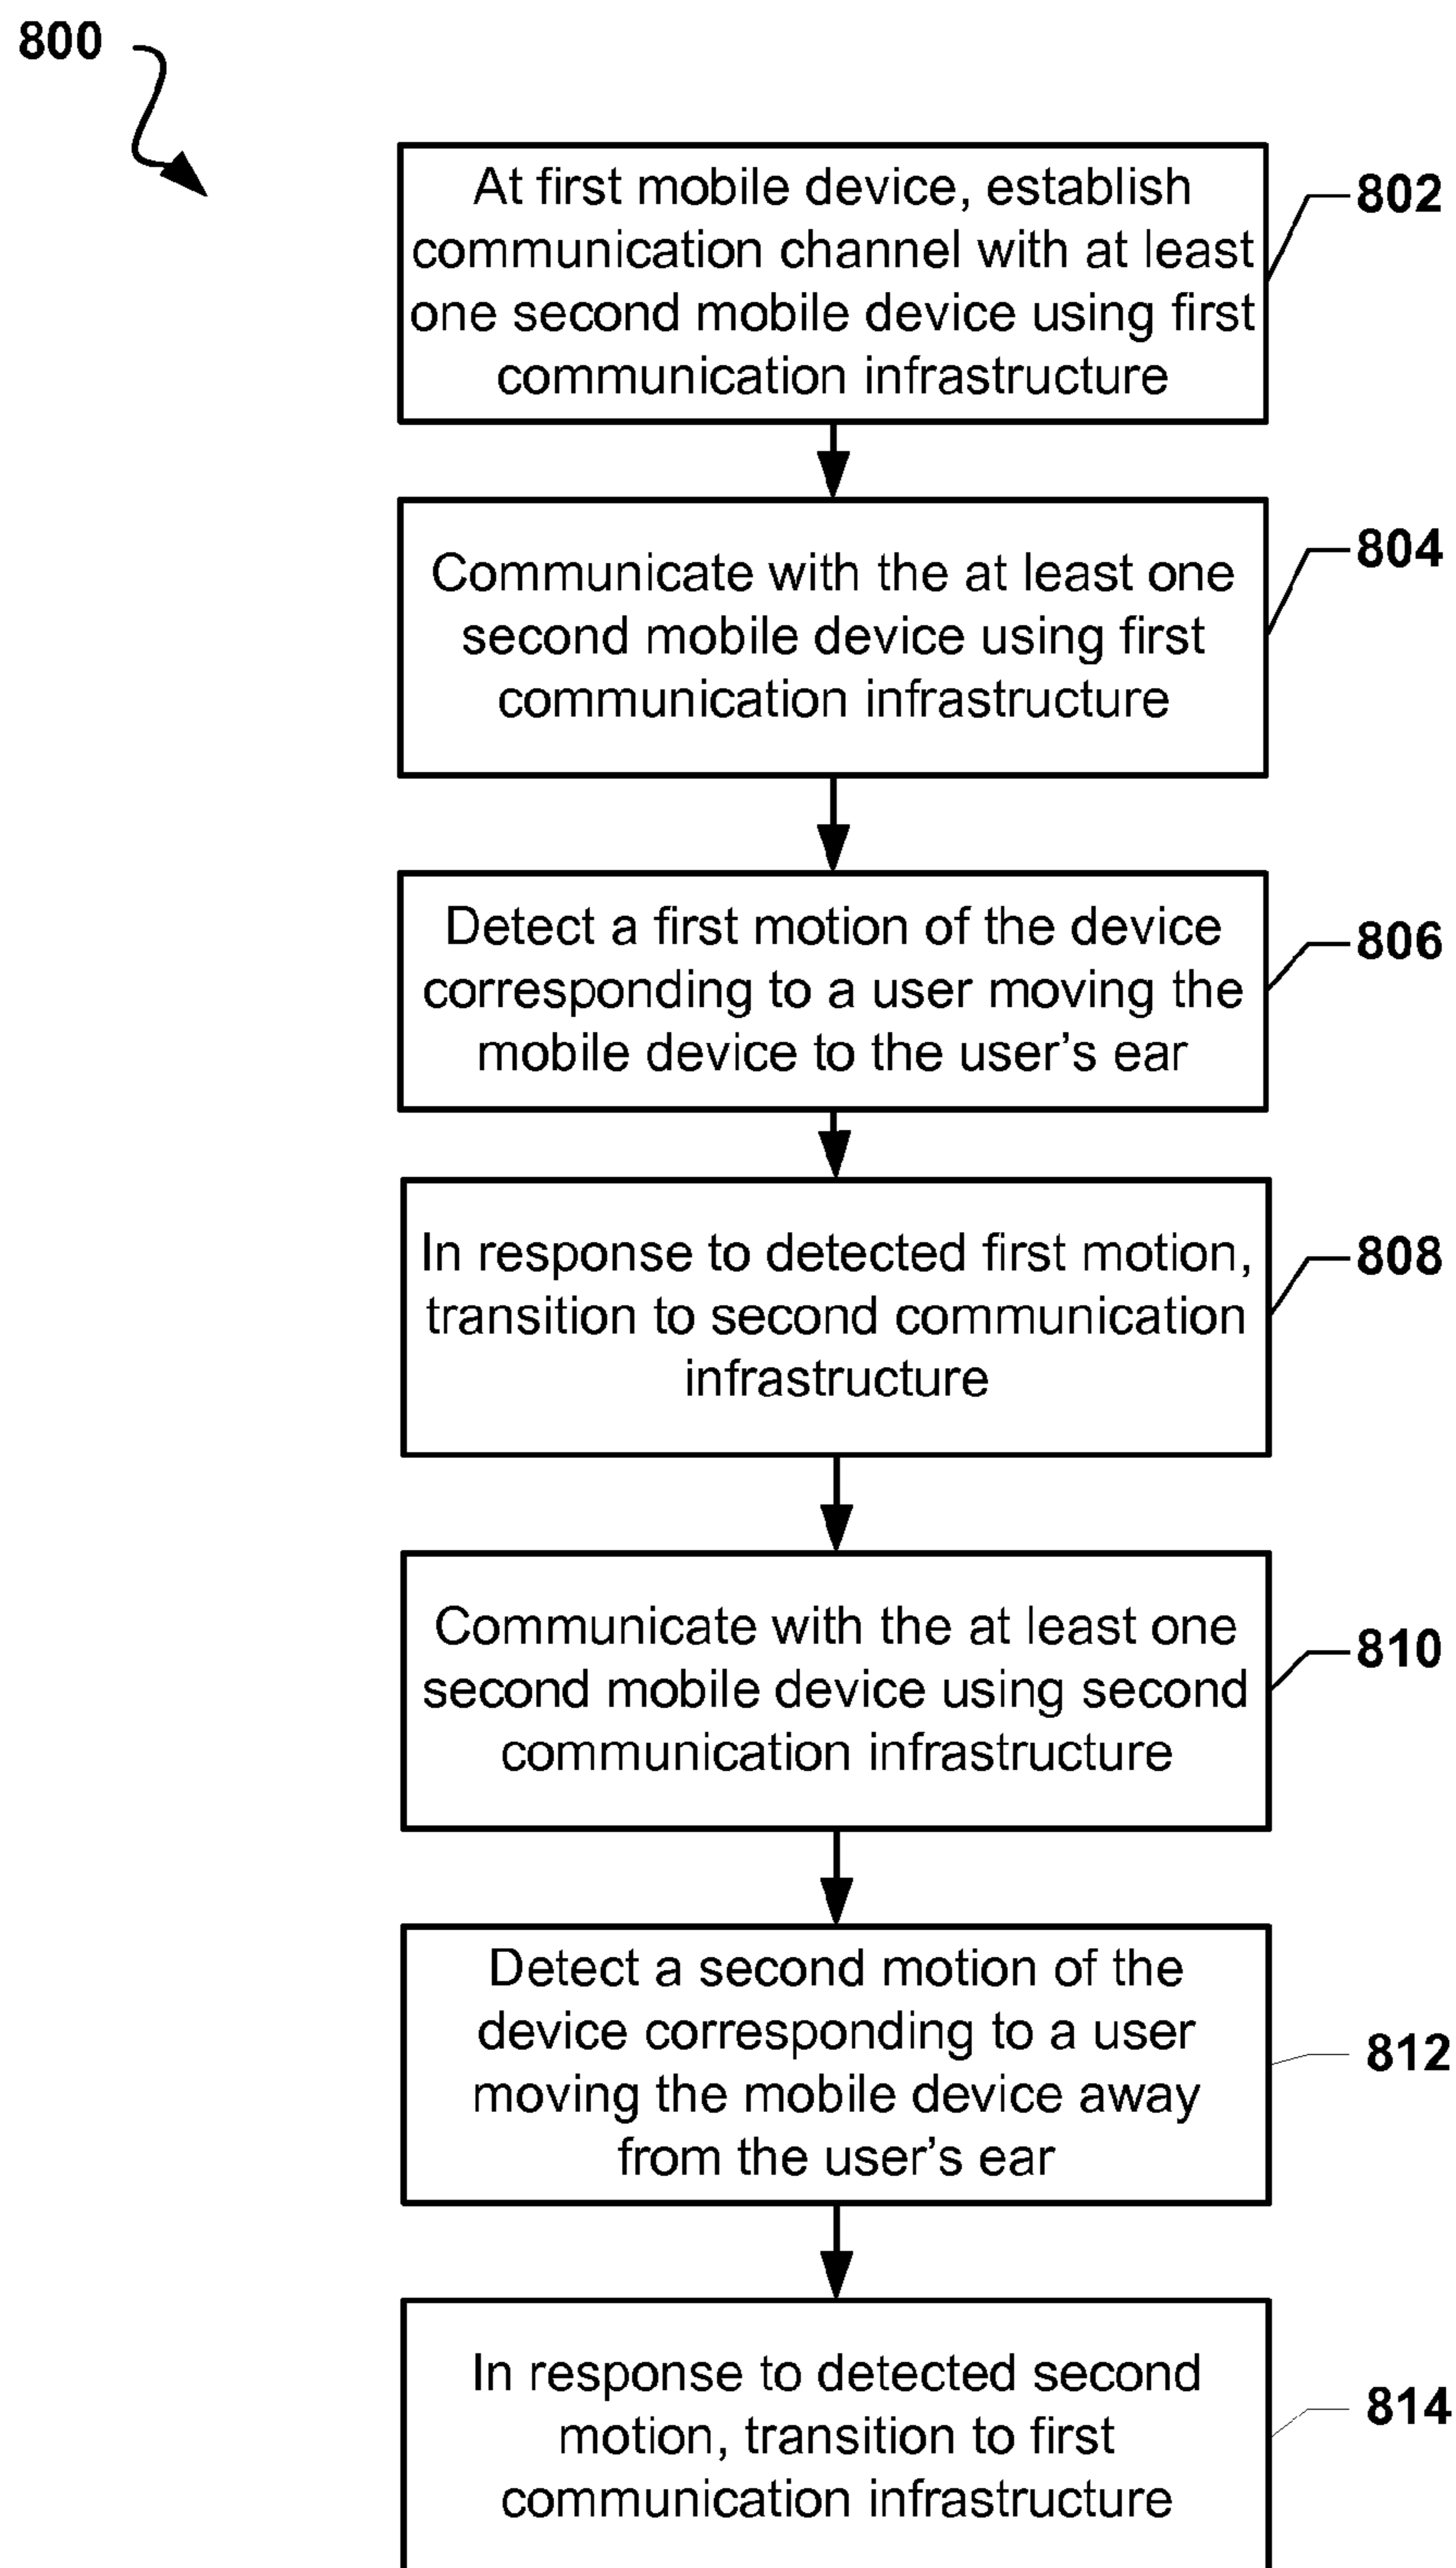 800
At first mobile device, establish
communication channel with at least
one second mobile device using first
communication infrastructure
802
Communicate with the at least one
second mobile device using first
communication infrastructure
804
Detect a first motion of the device
corresponding to a user moving the
mobile device to the user’s ear
806
In response to detected first motion,
transition to second communication
infrastructure
808
Communicate with the at least one
second mobile device using second
communication infrastructure
810
Detect a second motion of the
device corresponding to a user
moving the mobile device away
from the user’s ear
812
In response to detected second
motion, transition to first
communication infrastructure
814